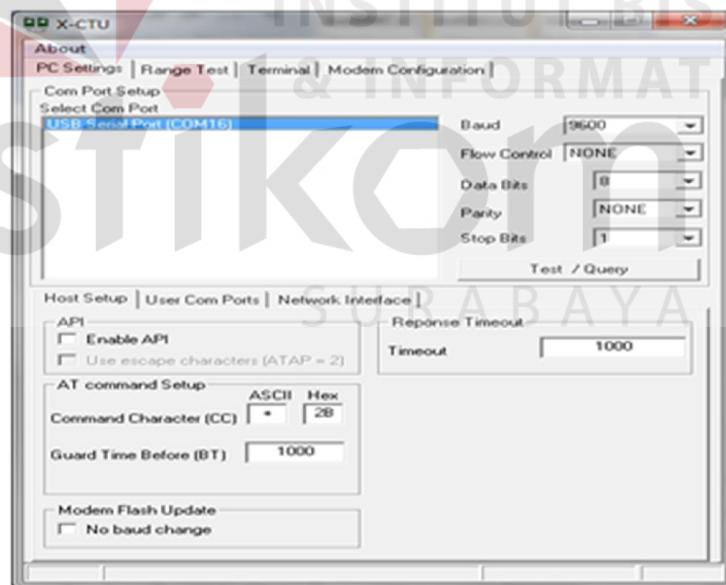 INSTITUT BIS
X-CTU
About
& INFORMAT
PC Settings | Range Test | Terminal | Modem Configuration |
Com Port Setup
Select Com Port
USB Serial Port (COM16)
Baud 9600
Flow Control NONE
Data Bits 8
Parity NONE
Stop Bits 1
Test / Query
stikom
SURABAYA
Host Setup | User Com Ports | Network Interface |
API
Enable API
Use escape characters (ATAP = 2)
Reponse Timeout
Timeout 1000
AT command Setup
ASCII Hex
Command Character (CC) + 2B
Guard Time Before (BT) 1000
Modem Flash Update
No baud change